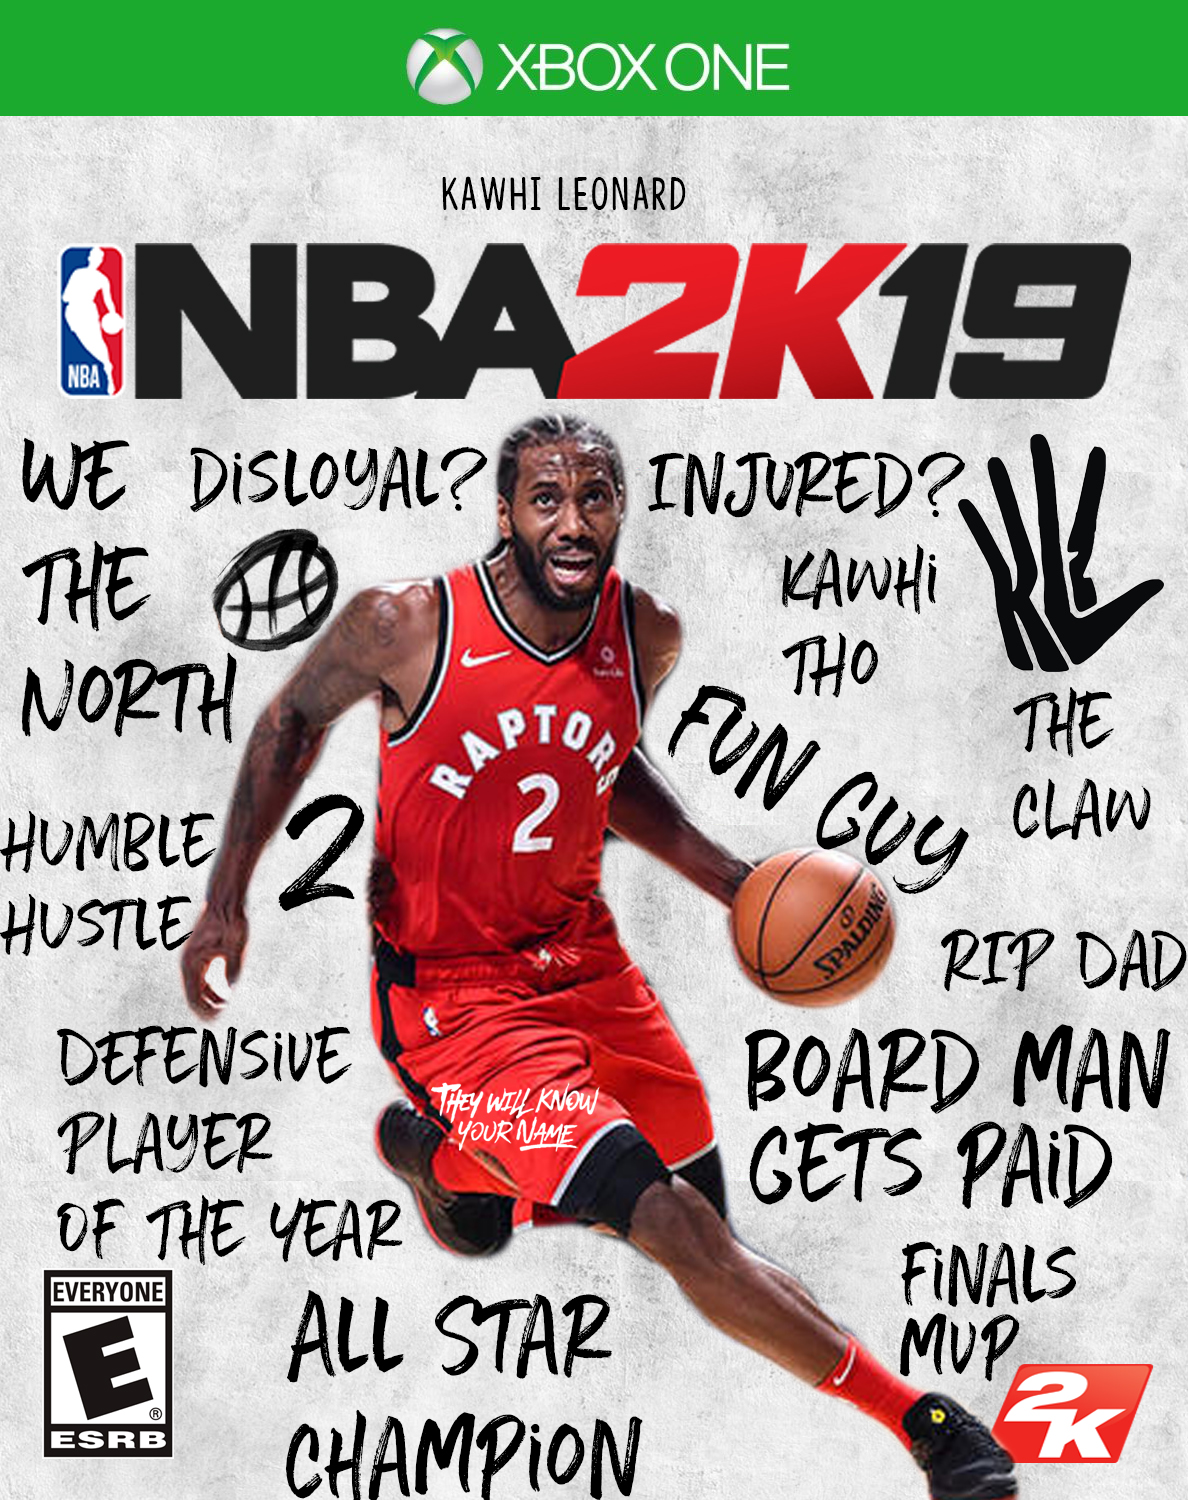 XBOX ONE
KAWHI LEONARD
NBA
NBA2K19
WE
THE
NORTH
DiSLOYAL?
INJURED?
KAWHi
THO
KL2
THE
CLAW
FUN GUY
RAPTORS
2
HUMBLE
HUSTLE
2
SPALDING
RIP DAD
DEFENSiVE
PLAYER
OF THE YEAR
THEY WILL KNOW
YOUR NAME
BOARD MAN
GETS PAiD
FiNALS
MVP
ALL STAR
CHAMPiON
EVERYONE
E
®
ESRB
2K